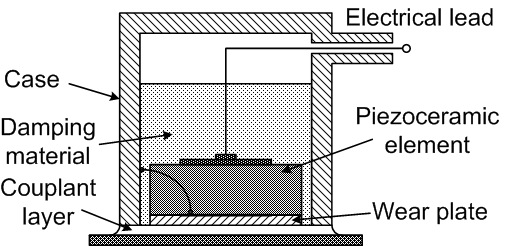 Electrical lead
Case
Damping
material
Piezoceramic
element
Couplant
layer
Wear plate